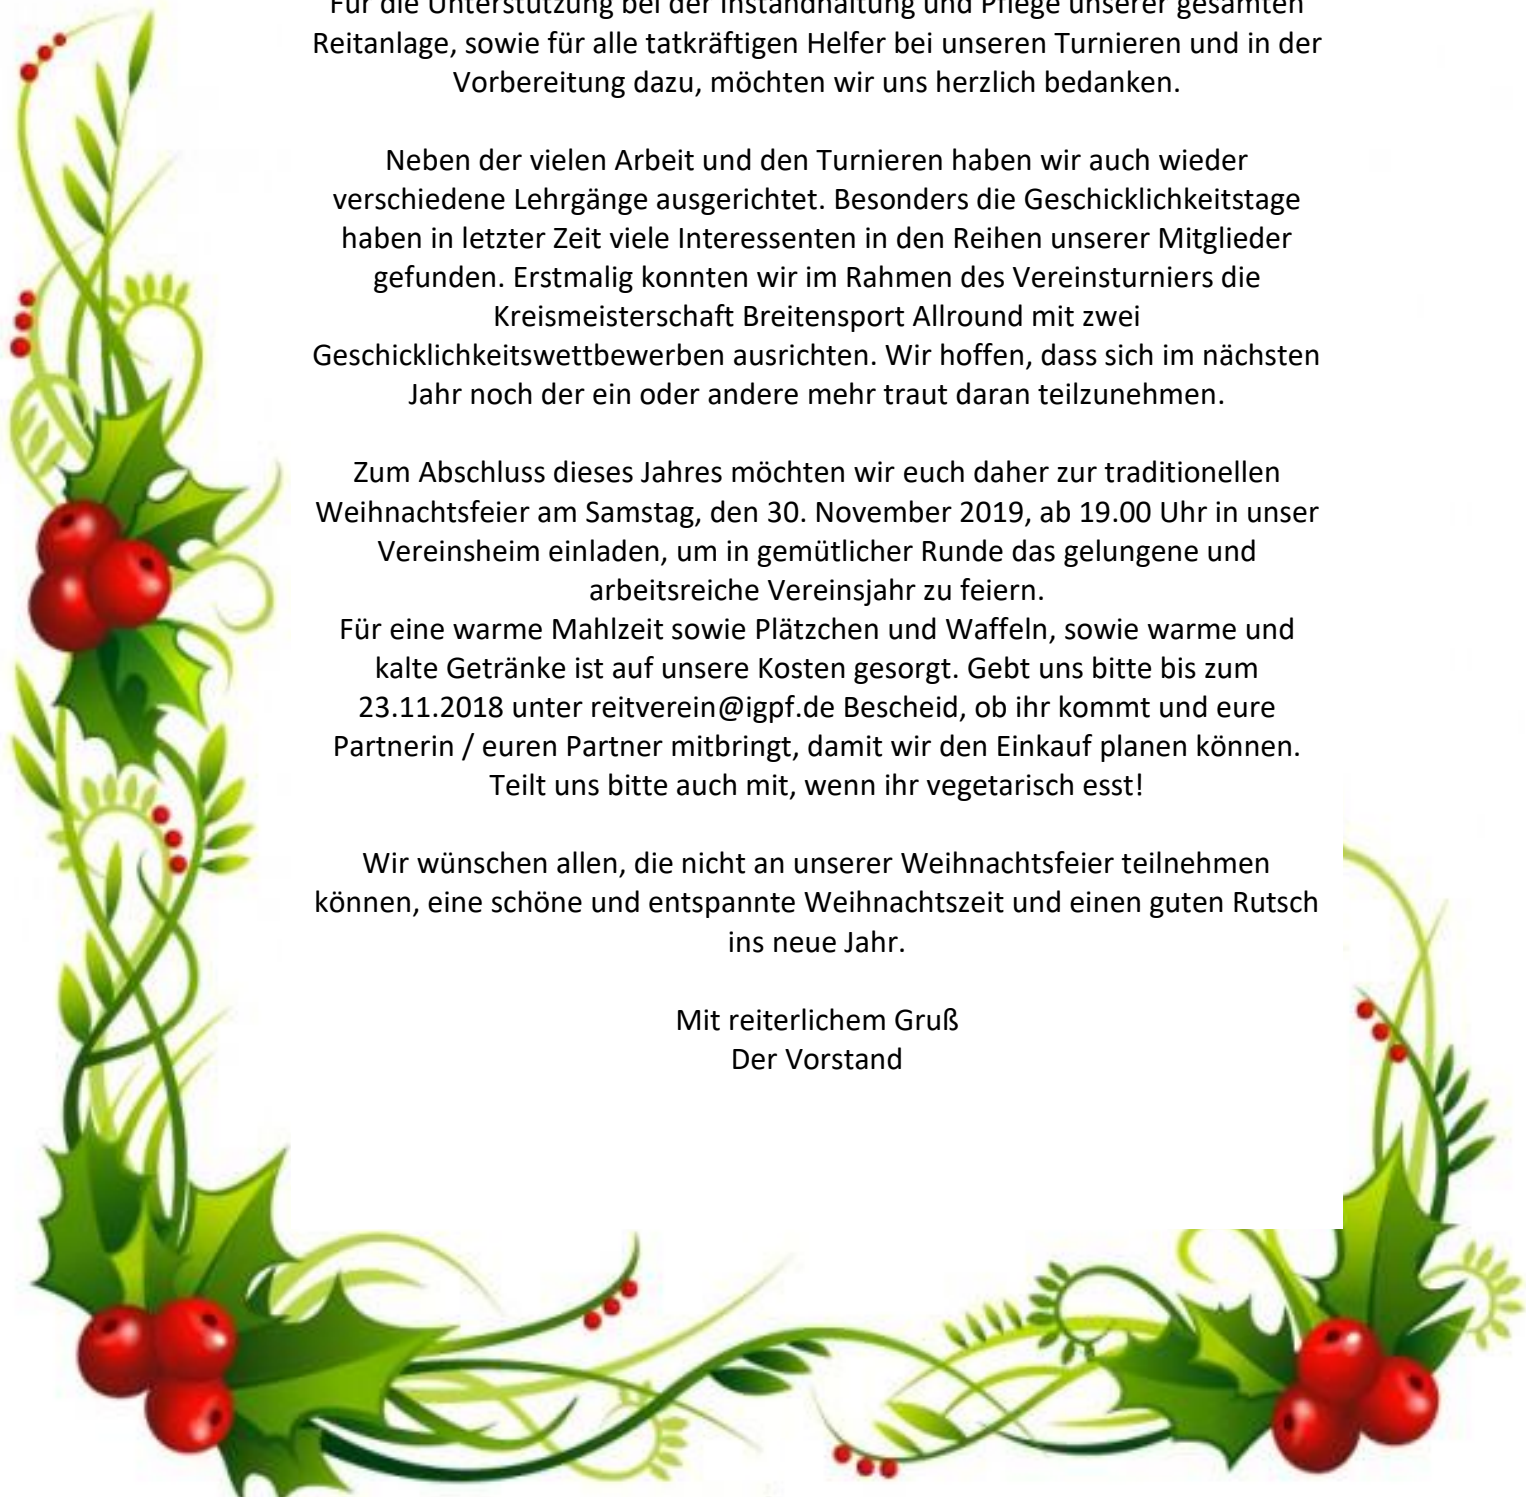 Für die Unterstützung bei der Instandhaltung und Pflege unserer gesamten
Reitanlage, sowie für alle tatkräftigen Helfer bei unseren Turnieren und in der
Vorbereitung dazu, möchten wir uns herzlich bedanken.
Neben der vielen Arbeit und den Turnieren haben wir auch wieder
verschiedene Lehrgänge ausgerichtet. Besonders die Geschicklichkeitstage
haben in letzter Zeit viele Interessenten in den Reihen unserer Mitglieder
gefunden. Erstmalig konnten wir im Rahmen des Vereinsturniers die
Kreismeisterschaft Breitensport Allround mit zwei
Geschicklichkeitswettbewerben ausrichten. Wir hoffen, dass sich im nächsten
Jahr noch der ein oder andere mehr traut daran teilzunehmen.
Zum Abschluss dieses Jahres möchten wir euch daher zur traditionellen
Weihnachtsfeier am Samstag, den 30. November 2019, ab 19.00 Uhr in unser
Vereinsheim einladen, um in gemütlicher Runde das gelungene und
arbeitsreiche Vereinsjahr zu feiern.
Für eine warme Mahlzeit sowie Plätzchen und Waffeln, sowie warme und
kalte Getränke ist auf unsere Kosten gesorgt. Gebt uns bitte bis zum
23.11.2018 unter reitverein@igpf.de Bescheid, ob ihr kommt und eure
Partnerin / euren Partner mitbringt, damit wir den Einkauf planen können.
Teilt uns bitte auch mit, wenn ihr vegetarisch esst!
Wir wünschen allen, die nicht an unserer Weihnachtsfeier teilnehmen
können, eine schöne und entspannte Weihnachtszeit und einen guten Rutsch
ins neue Jahr.
Mit reiterlichem Gruß
Der Vorstand